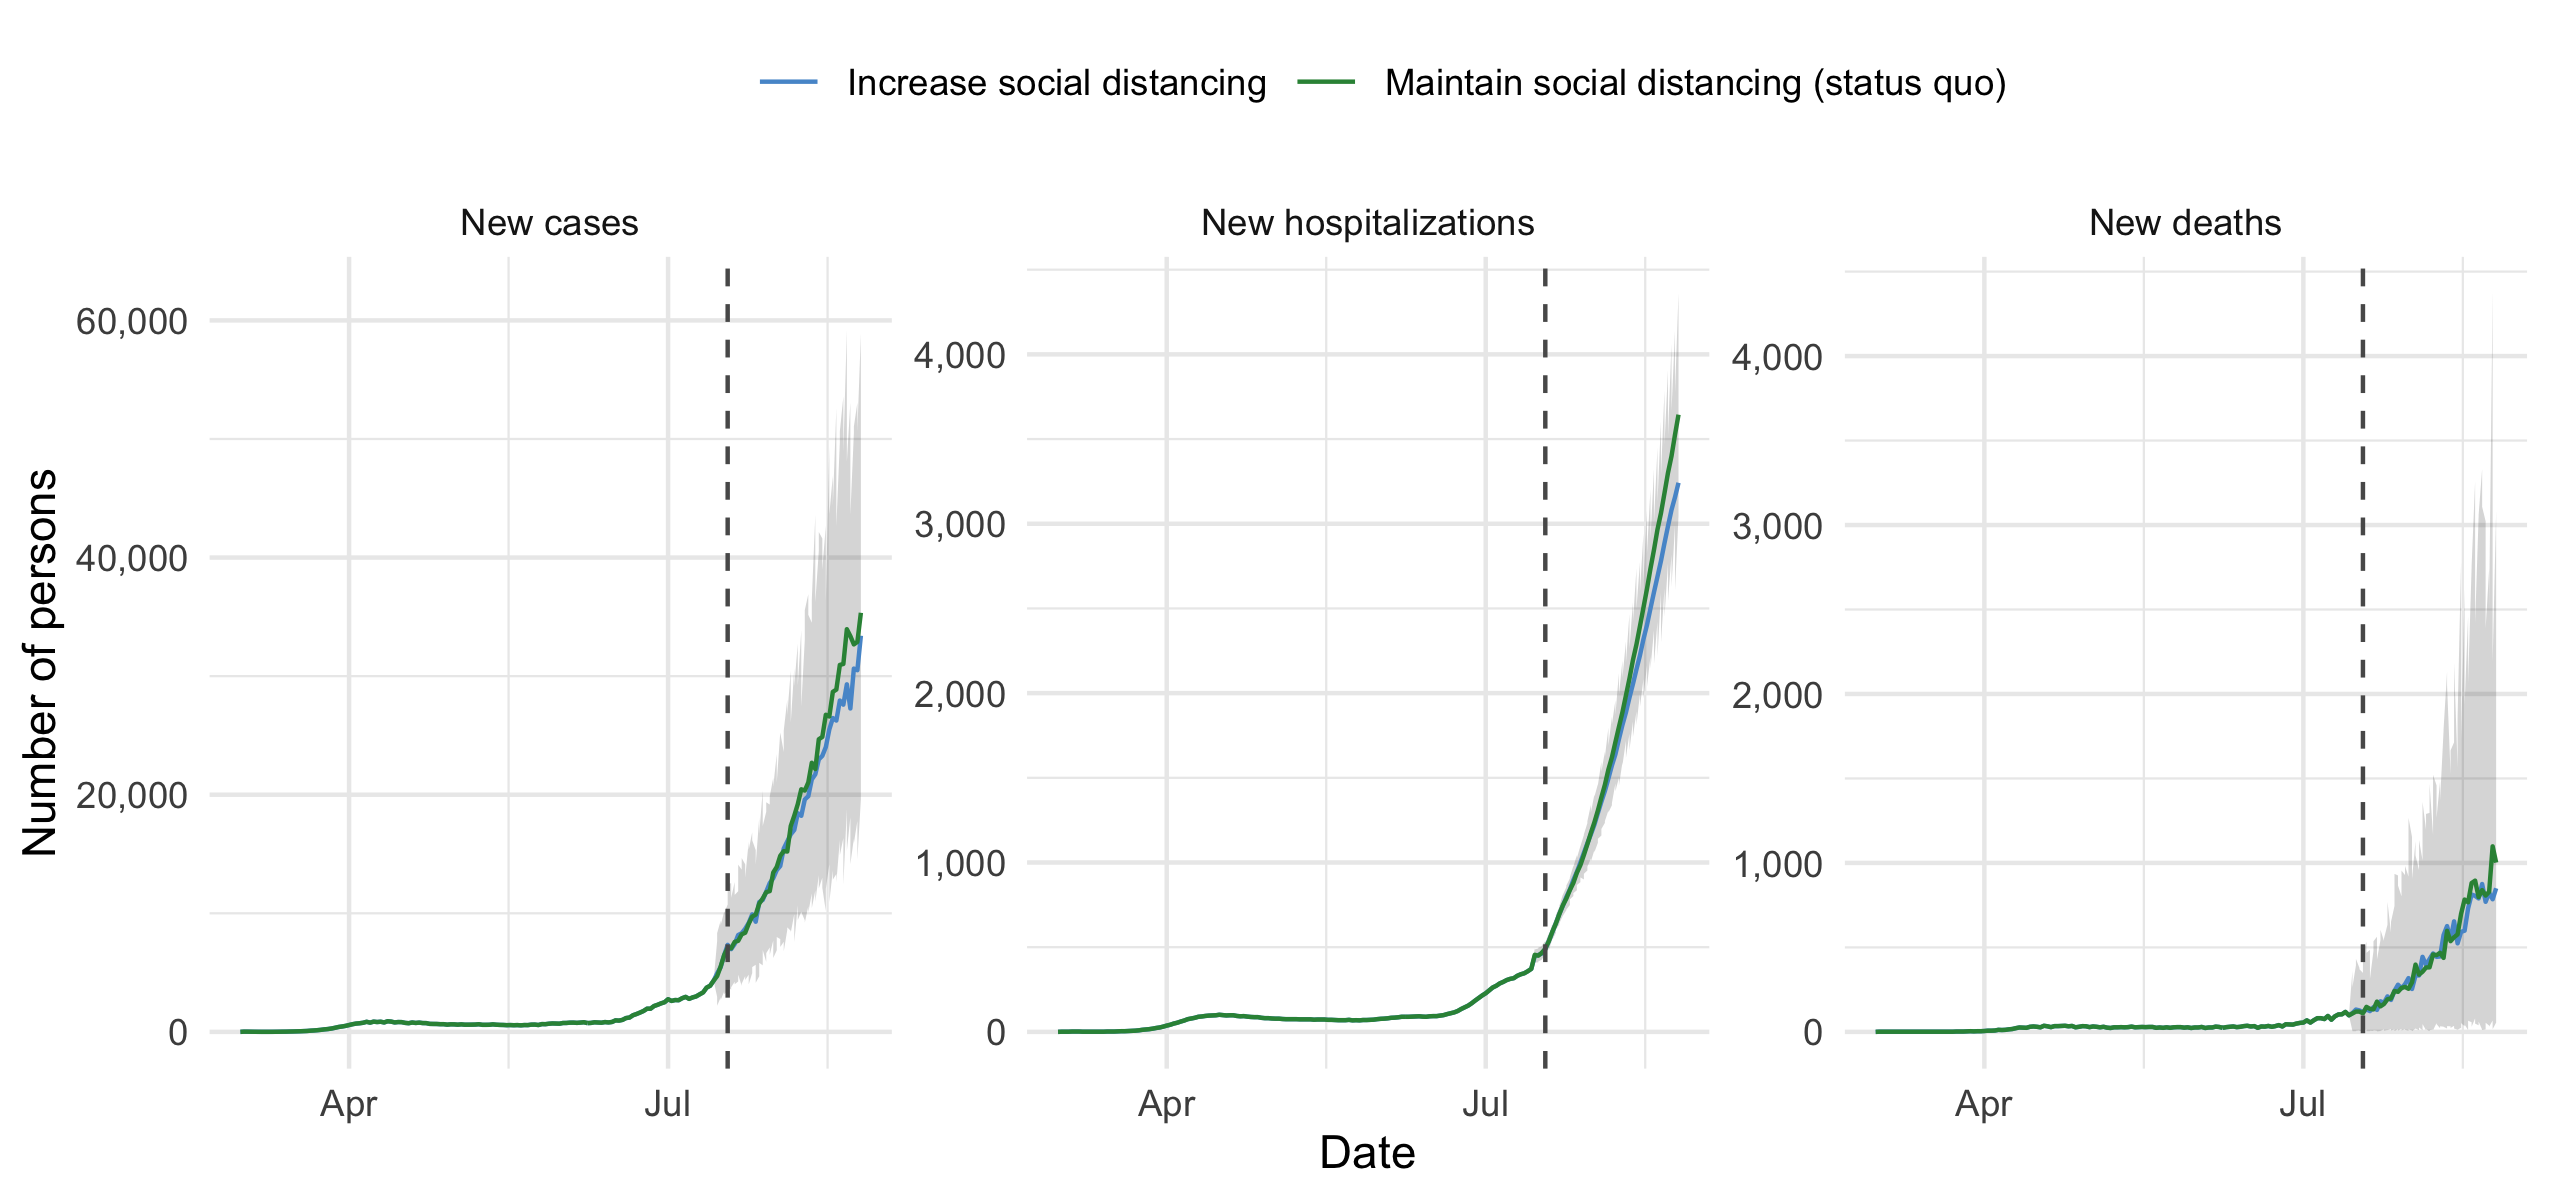 Increase social distancing Maintain social distancing (status quo)
New cases New hospitalizations New deaths
Number of persons
60,000
40,000
20,000
0
4,000
3,000
2,000
1,000
0
4,000
3,000
2,000
1,000
0
Apr Jul Apr Jul Apr Jul
Date